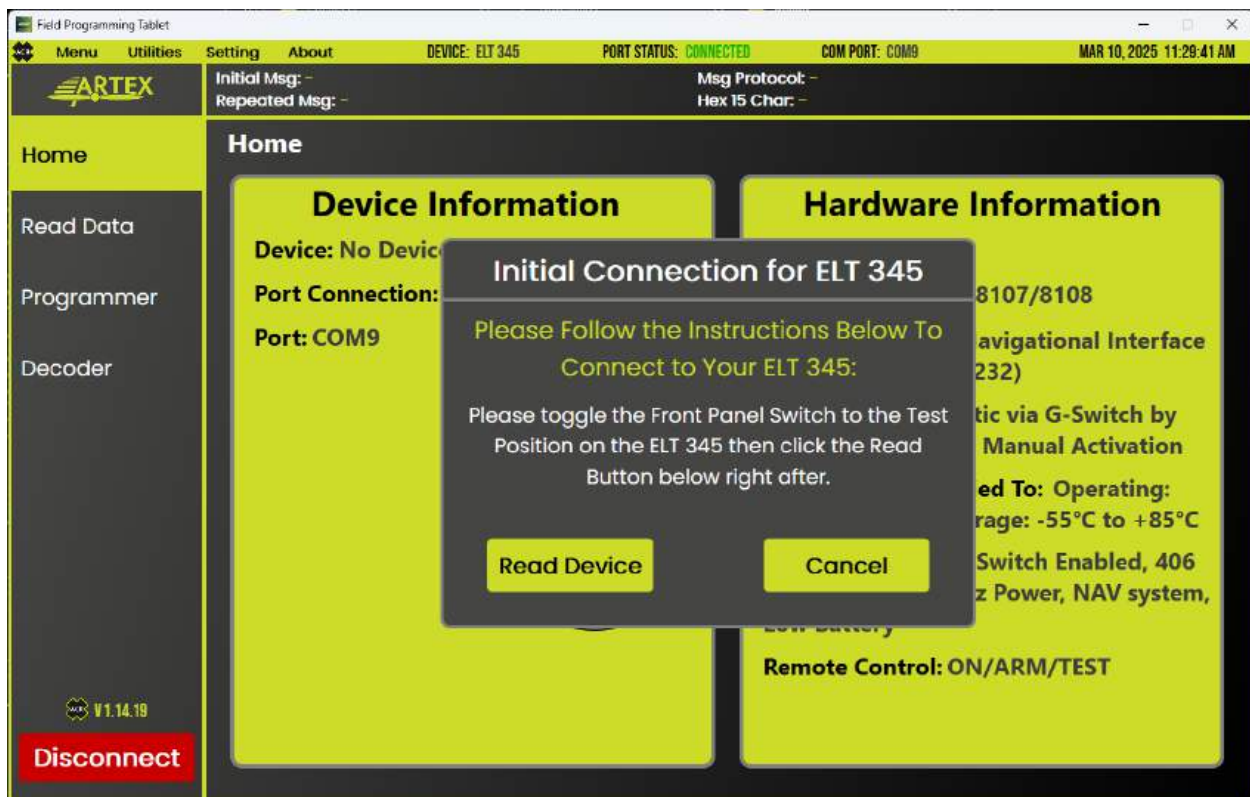 Field Programming Tablet
Menu Utilities Setting About DEVICE: ELT 345 PORT STATUS: CONNECTED COM PORT: COM9 MAR 10, 2025 11:29:41 AM
ARTEX
Initial Msg: -
Repeated Msg: -
Msg Protocol: -
Hex 15 Char: -
Home
Read Data
Programmer
Decoder
V 1.14.19
Disconnect
Home
Device Information
Device: No Devic
Port Connection:
Port: COM9
Hardware Information
8107/8108
avigational Interface
232)
tic via G-Switch by
Manual Activation
ed To: Operating:
rage: -55°C to +85°C
Switch Enabled, 406
z Power, NAV system,
Remote Control: ON/ARM/TEST
Initial Connection for ELT 345
Please Follow the Instructions Below To
Connect to Your ELT 345:
Please toggle the Front Panel Switch to the Test
Position on the ELT 345 then click the Read
Button below right after.
Read Device
Cancel